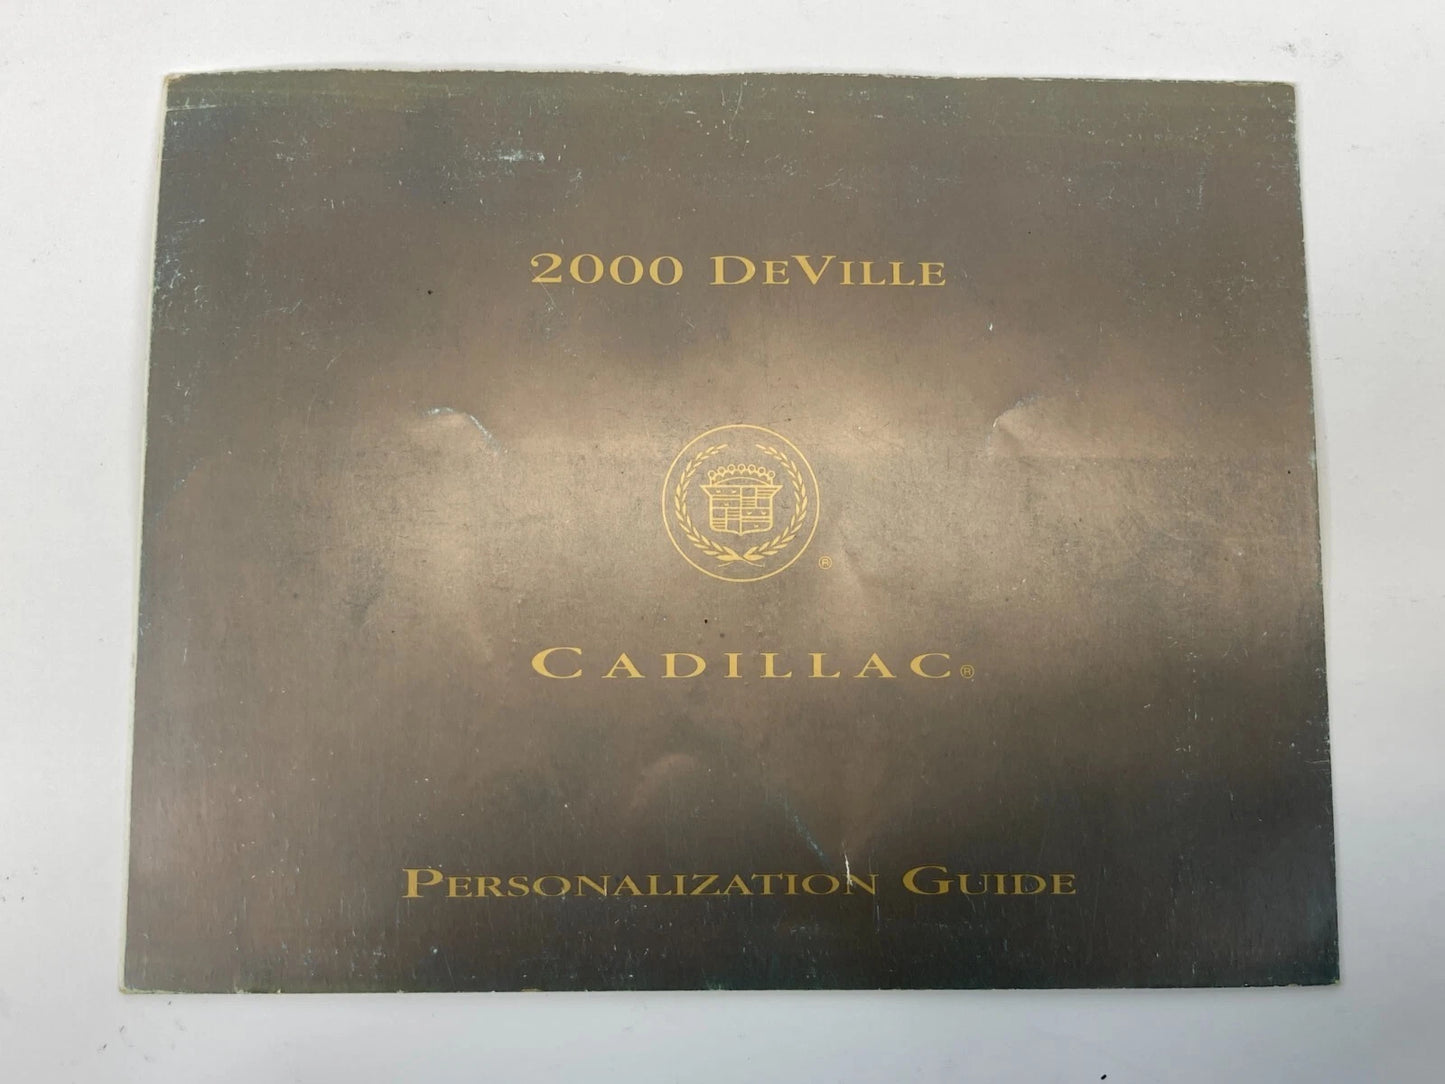 2000 DEVILLE
®
CADILLAC®
PERSONALIZATION GUIDE